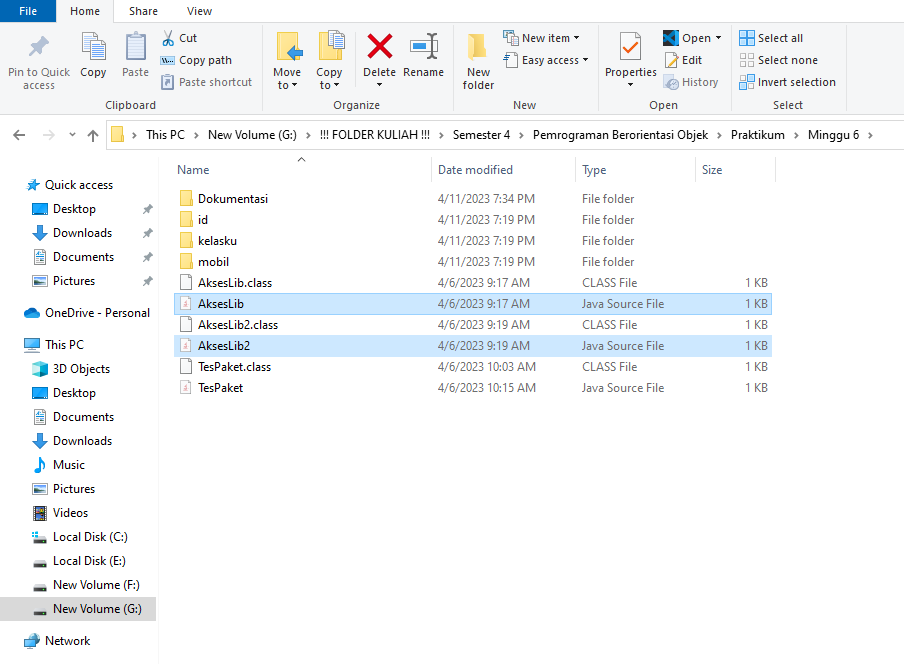 File Home Share View
Cut
Copy path
Paste shortcut
Pin to Quick access
Copy
Paste
Clipboard
Move to
Copy to
Delete
Rename
Organize
New item
Easy access
New folder
New
Properties
Open
Edit
History
Open
Select all
Select none
Invert selection
Select
This PC New Volume (G:) !!! FOLDER KULIAH !!! Semester 4 Pemrograman Berorientasi Objek Praktikum Minggu 6
Quick access
Desktop
Downloads
Documents
Pictures
OneDrive - Personal
This PC
3D Objects
Desktop
Documents
Downloads
Music
Pictures
Videos
Local Disk (C:)
Local Disk (E:)
New Volume (F:)
New Volume (G:)
Network
Name Date modified Type Size
Dokumentasi 4/11/2023 7:34 PM File folder
id 4/11/2023 7:19 PM File folder
kelasku 4/11/2023 7:19 PM File folder
mobil 4/11/2023 7:19 PM File folder
AksesLib.class 4/6/2023 9:17 AM CLASS File 1 KB
AksesLib 4/6/2023 9:17 AM Java Source File 1 KB
AksesLib2.class 4/6/2023 9:19 AM CLASS File 1 KB
AksesLib2 4/6/2023 9:19 AM Java Source File 1 KB
TesPaket.class 4/6/2023 10:03 AM CLASS File 1 KB
TesPaket 4/6/2023 10:15 AM Java Source File 1 KB